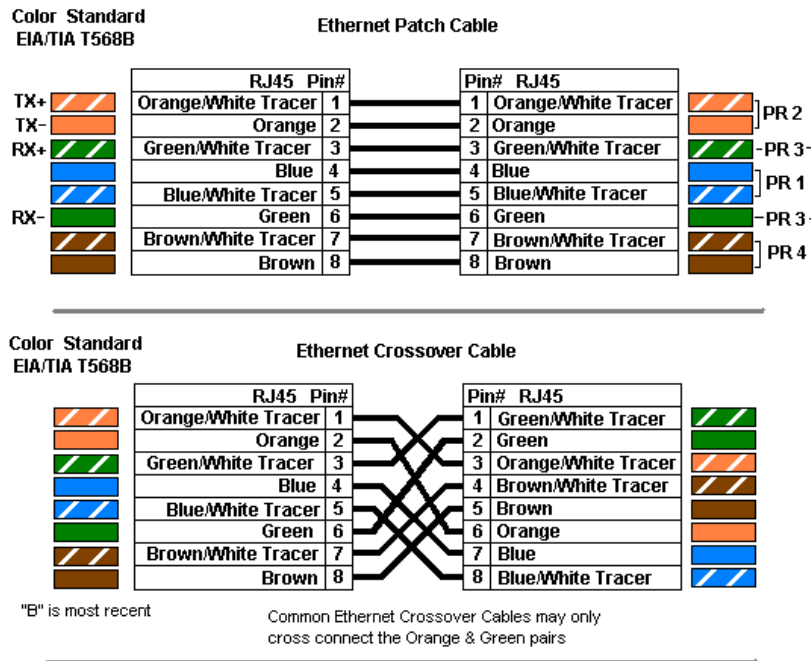 Color Standard
EIA/TIA T568B
Ethernet Patch Cable
RJ45 Pin#
Pin# RJ45
TX+ Orange/White Tracer 1 1 Orange/White Tracer
TX- Orange 2 2 Orange PR 2
RX+ Green/White Tracer 3 3 Green/White Tracer -PR 3-
Blue 4 4 Blue
Blue/White Tracer 5 5 Blue/White Tracer PR 1
RX- Green 6 6 Green -PR 3-
Brown/White Tracer 7 7 Brown/White Tracer
Brown 8 8 Brown PR 4
Color Standard
EIA/TIA T568B
Ethernet Crossover Cable
RJ45 Pin#
Pin# RJ45
Orange/White Tracer 1 1 Green/White Tracer
Orange 2 2 Green
Green/White Tracer 3 3 Orange/White Tracer
Blue 4 4 Brown/White Tracer
Blue/White Tracer 5 5 Brown
Green 6 6 Orange
Brown/White Tracer 7 7 Blue
Brown 8 8 Blue/White Tracer
"B" is most recent
Common Ethernet Crossover Cables may only
cross connect the Orange & Green pairs